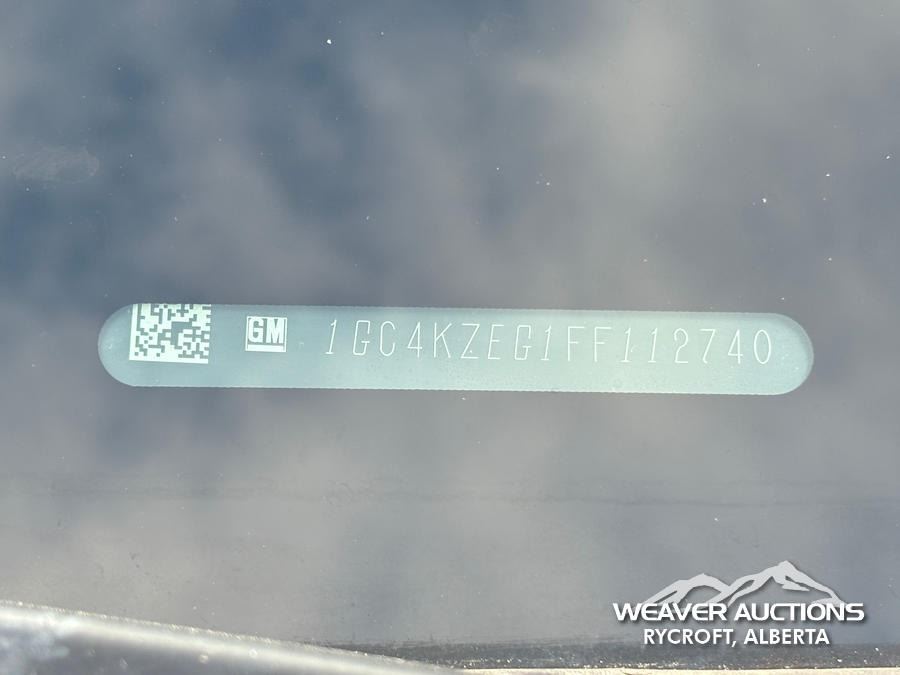 GM 1GC4KZEG1FF112740
WEAVER AUCTIONS
RYCROFT, ALBERTA